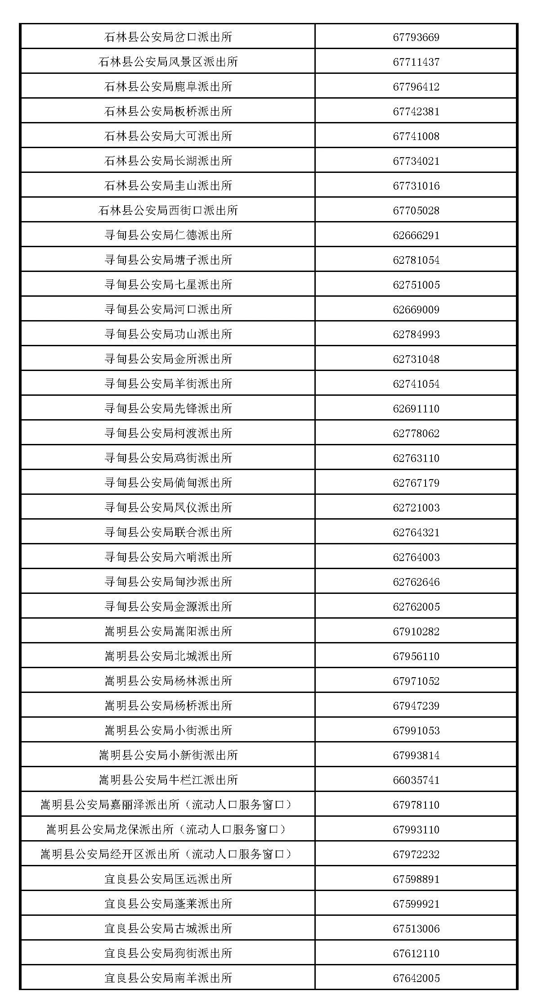 石林县公安局岔口派出所 67793669
石林县公安局风景区派出所 67711437
石林县公安局鹿阜派出所 67796412
石林县公安局板桥派出所 67742381
石林县公安局大可派出所 67741008
石林县公安局长湖派出所 67734021
石林县公安局圭山派出所 67731016
石林县公安局西街口派出所 67705028
寻甸县公安局仁德派出所 62666291
寻甸县公安局塘子派出所 62781054
寻甸县公安局七星派出所 62751005
寻甸县公安局河口派出所 62669009
寻甸县公安局功山派出所 62784993
寻甸县公安局金所派出所 62731048
寻甸县公安局羊街派出所 62741054
寻甸县公安局先锋派出所 62691110
寻甸县公安局柯渡派出所 62778062
寻甸县公安局鸡街派出所 62763110
寻甸县公安局倘甸派出所 62767179
寻甸县公安局凤仪派出所 62721003
寻甸县公安局联合派出所 62764321
寻甸县公安局六哨派出所 62764003
寻甸县公安局甸沙派出所 62762646
寻甸县公安局金源派出所 62762005
嵩明县公安局嵩阳派出所 67910282
嵩明县公安局北城派出所 67956110
嵩明县公安局杨林派出所 67971052
嵩明县公安局杨桥派出所 67947239
嵩明县公安局小街派出所 67991053
嵩明县公安局小新街派出所 67993814
嵩明县公安局牛栏江派出所 66035741
嵩明县公安局嘉丽泽派出所（流动人口服务窗口） 67978110
嵩明县公安局龙保派出所（流动人口服务窗口） 67993110
嵩明县公安局经开区派出所（流动人口服务窗口） 67972232
宜良县公安局匡远派出所 67598891
宜良县公安局蓬莱派出所 67599921
宜良县公安局古城派出所 67513006
宜良县公安局狗街派出所 67612110
宜良县公安局南羊派出所 67642005